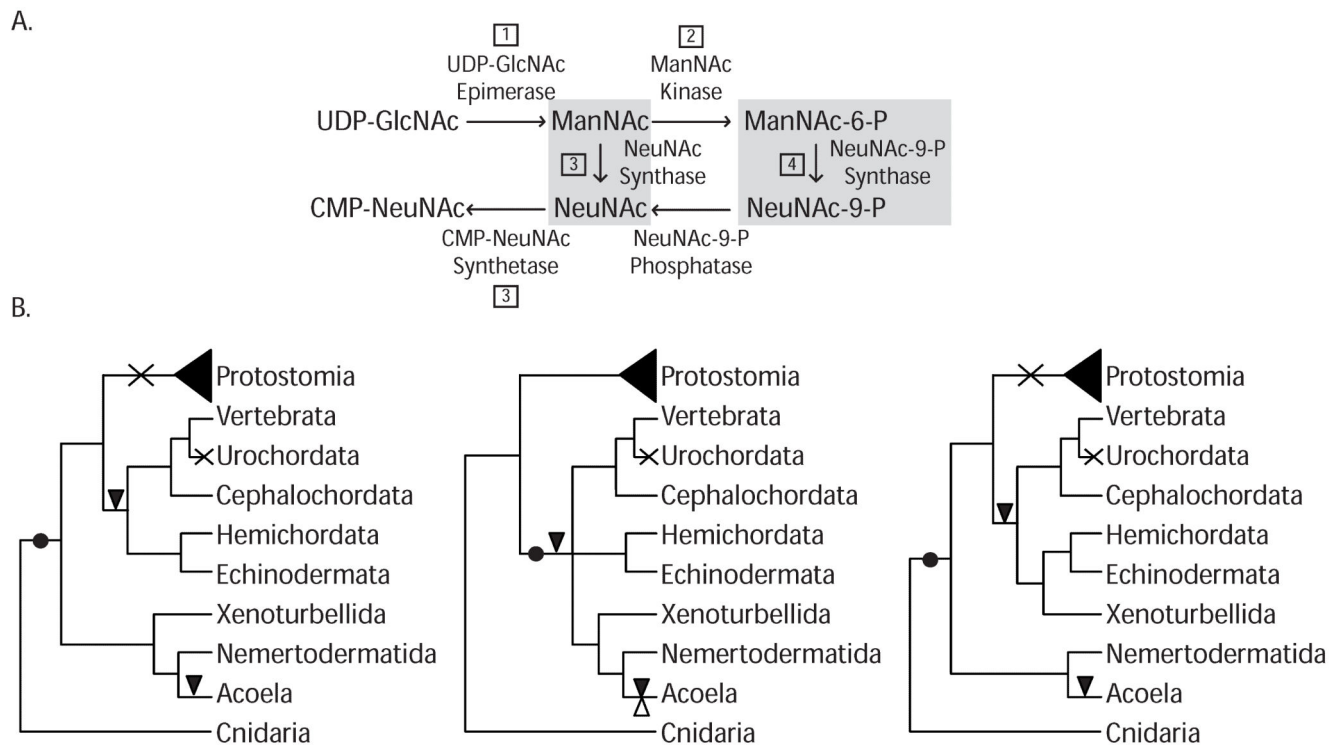 A.
1
2
UDP-GlcNAc
Epimerase
ManNAc
Kinase
UDP-GlcNAc
ManNAc
ManNAc-6-P
3
NeuNAc
Synthase
4
NeuNAc-9-P
Synthase
CMP-NeuNAc
NeuNAc
NeuNAc-9-P
CMP-NeuNAc
Synthetase
NeuNAc-9-P
Phosphatase
3
B.
Protostomia
Vertebrata
Urochordata
Cephalochordata
Hemichordata
Echinodermata
Xenoturbellida
Nemertodermatida
Acoela
Cnidaria
Protostomia
Vertebrata
Urochordata
Cephalochordata
Hemichordata
Echinodermata
Xenoturbellida
Nemertodermatida
Acoela
Cnidaria
Protostomia
Vertebrata
Urochordata
Cephalochordata
Hemichordata
Echinodermata
Xenoturbellida
Nemertodermatida
Acoela
Cnidaria